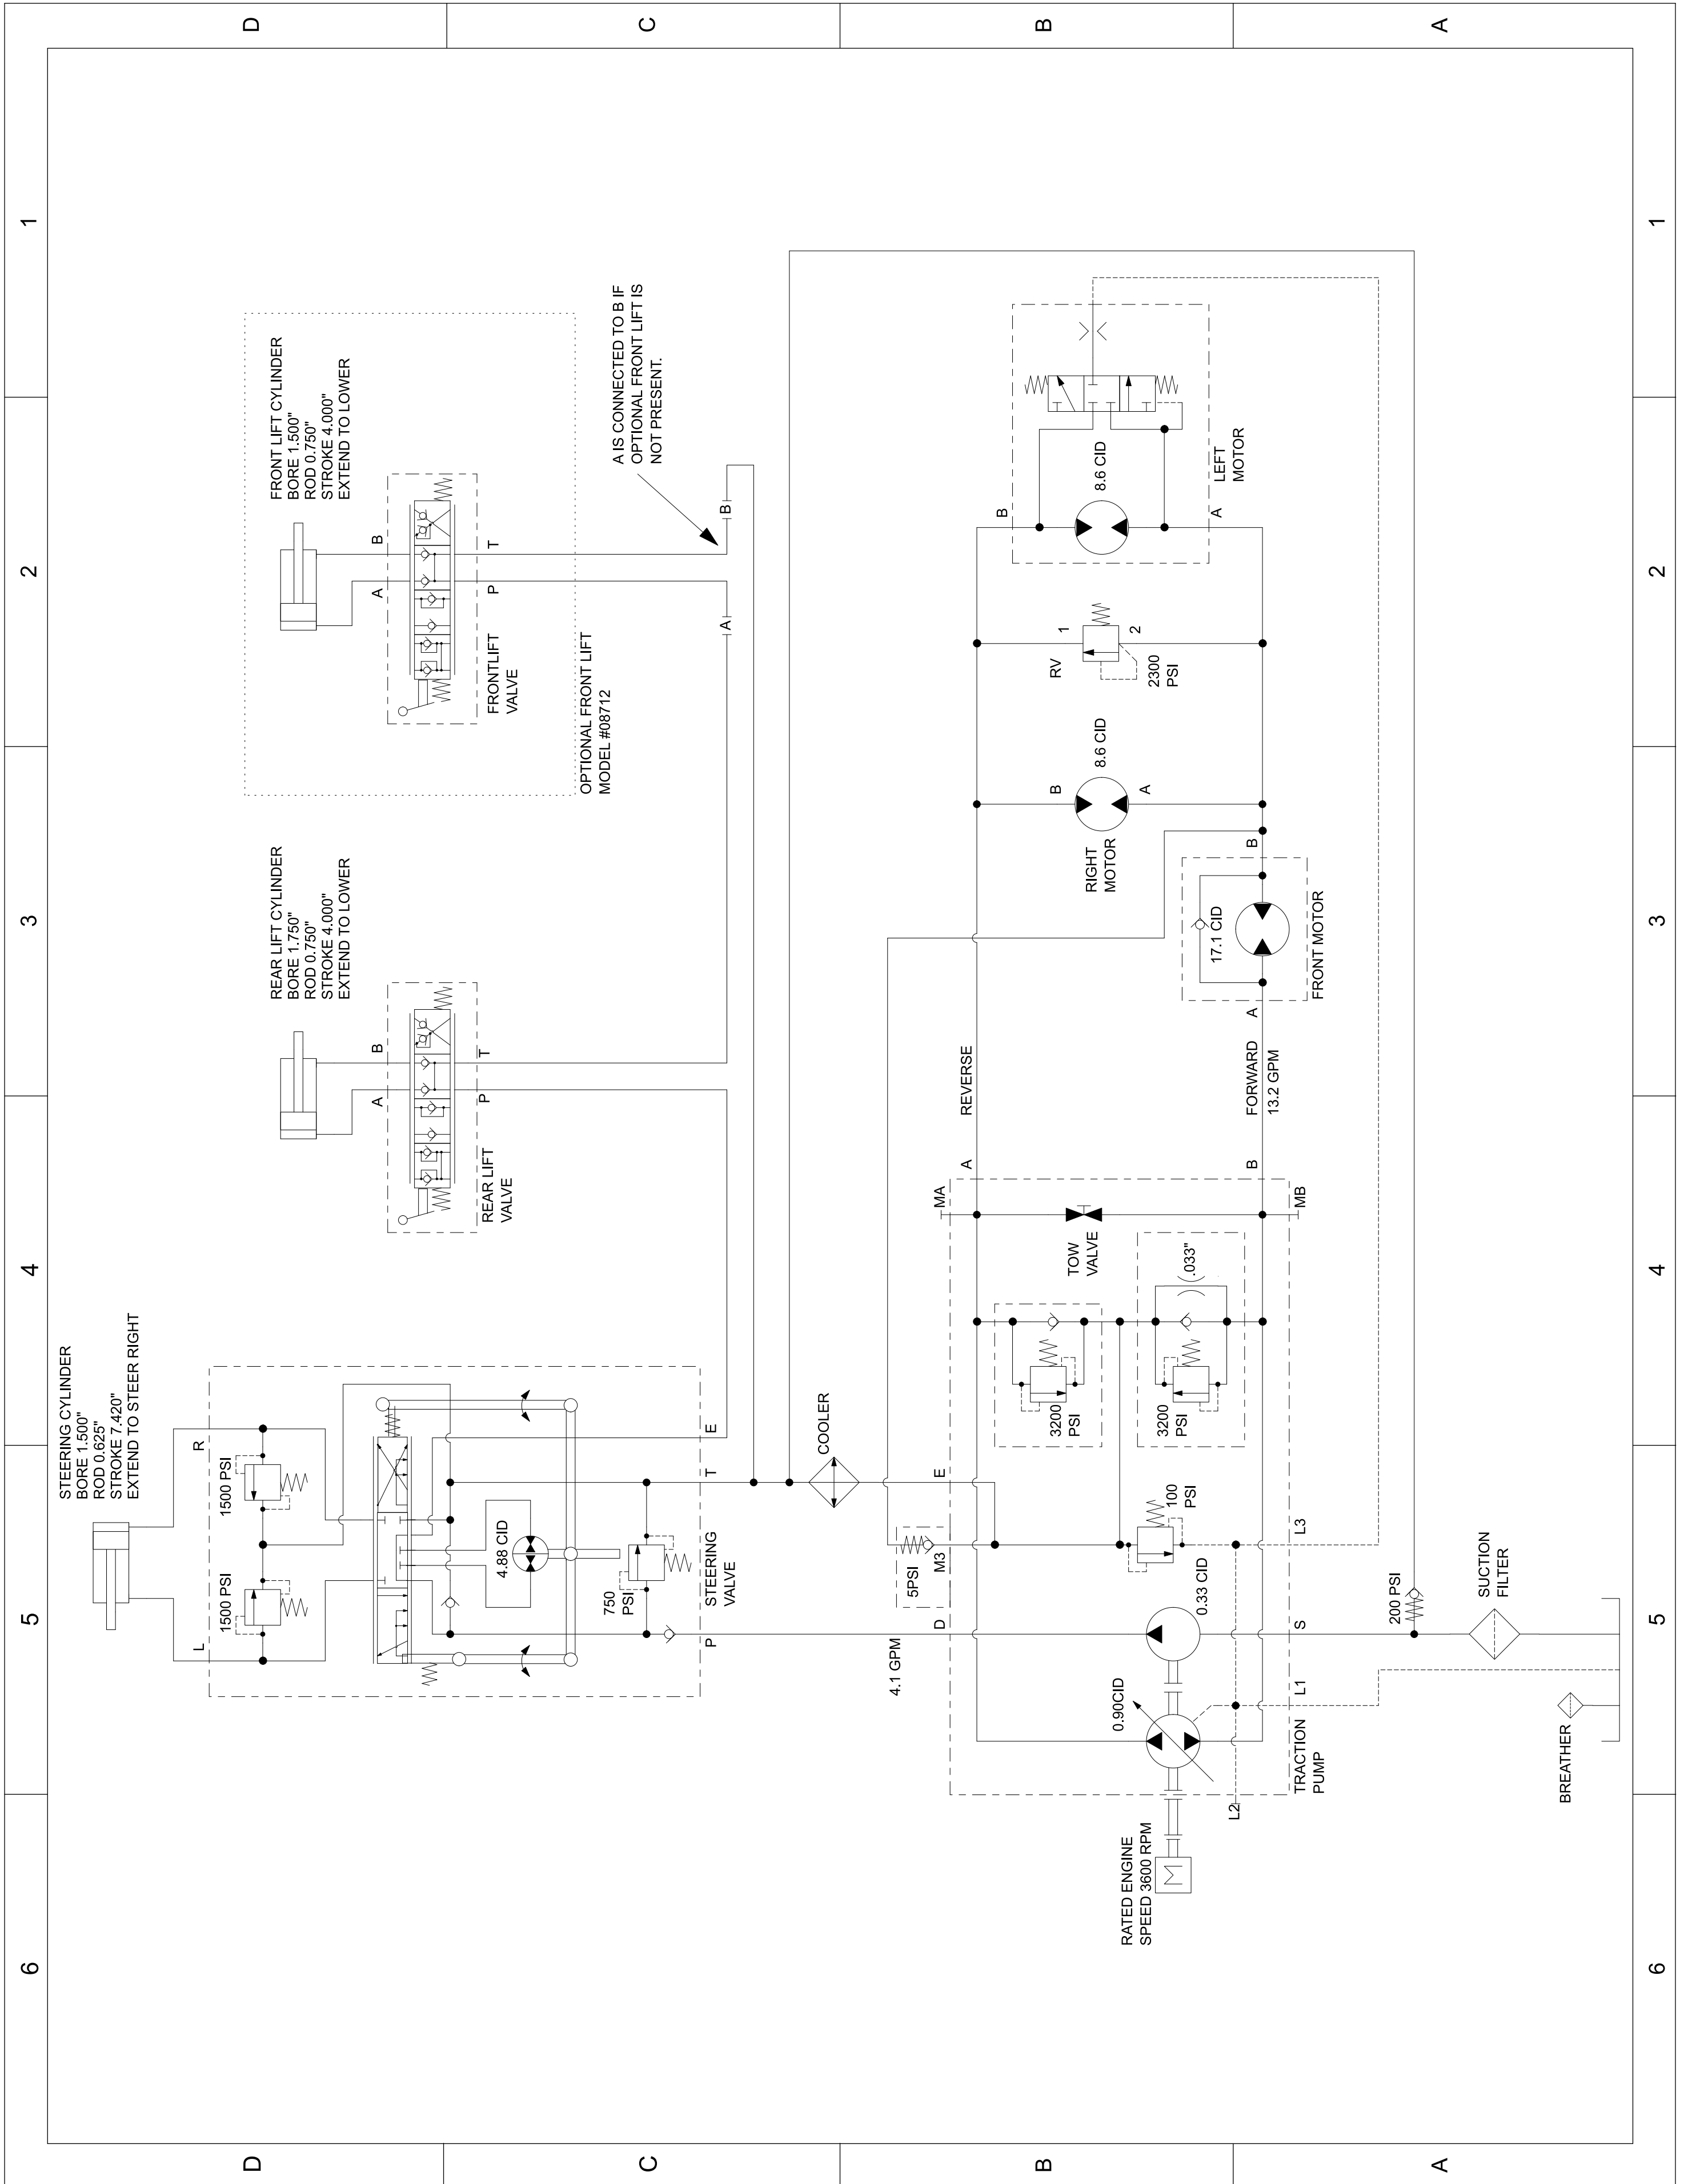 6
5
4
3
2
1
D
C
B
A
STEERING CYLINDER
BORE 1.500"
ROD 0.625"
STROKE 7.420"
EXTEND TO STEER RIGHT
L
R
1500 PSI
1500 PSI
4.88 CID
750
PSI
P
T
E
STEERING
VALVE
REAR LIFT CYLINDER
BORE 1.750"
ROD 0.750"
STROKE 4.000"
EXTEND TO LOWER
A
B
P
T
REAR LIFT
VALVE
FRONT LIFT CYLINDER
BORE 1.500"
ROD 0.750"
STROKE 4.000"
EXTEND TO LOWER
A
B
P
T
FRONTLIFT
VALVE
OPTIONAL FRONT LIFT
MODEL #08712
A IS CONNECTED TO B IF
OPTIONAL FRONT LIFT IS
NOT PRESENT.
A
B
COOLER
4.1 GPM
D
5PSI
M3
E
MA
A
REVERSE
RATED ENGINE
SPEED 3600 RPM
M
0.90CID
0.33 CID
100
PSI
3200
PSI
3200
PSI
TOW
VALVE
.033"
L2
L1
S
L3
MB
B
FORWARD
13.2 GPM
TRACTION
PUMP
A
17.1 CID
B
FRONT MOTOR
RIGHT
MOTOR
B
A
8.6 CID
RV
1
2
2300
PSI
B
8.6 CID
A
LEFT
MOTOR
200 PSI
SUCTION
FILTER
BREATHER
6
5
4
3
2
1
D
C
B
A